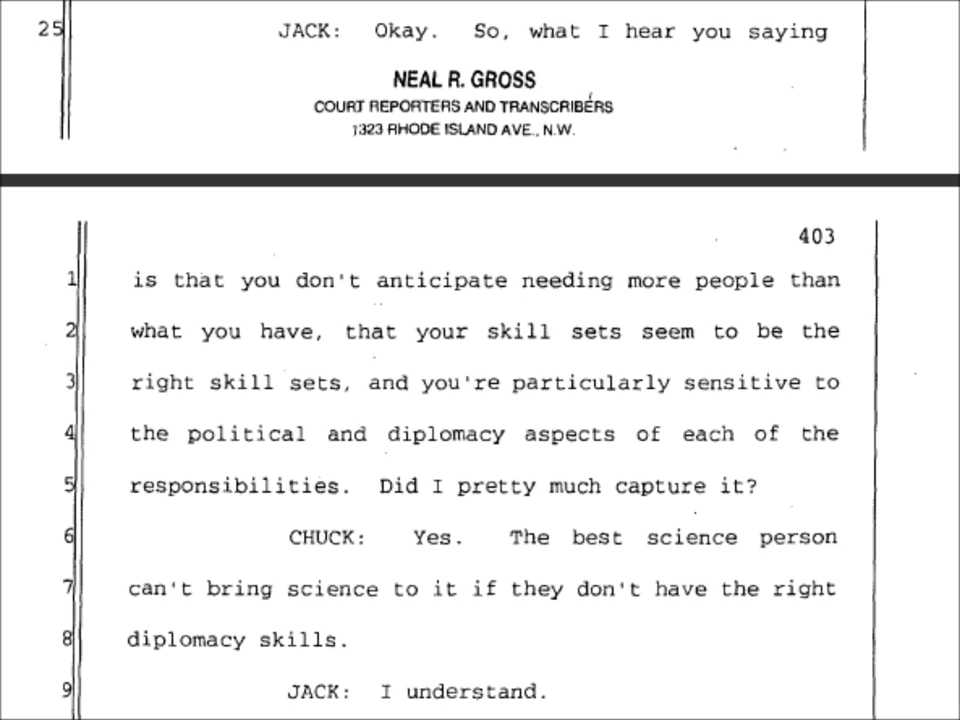 25 JACK: Okay. So, what I hear you saying
NEAL R. GROSS
COURT REPORTERS AND TRANSCRIBERS
1323 RHODE ISLAND AVE., N.W.
403
1 is that you don't anticipate needing more people than
2 what you have, that your skill sets seem to be the
3 right skill sets, and you're particularly sensitive to
4 the political and diplomacy aspects of each of the
5 responsibilities. Did I pretty much capture it?
6 CHUCK: Yes. The best science person
7 can't bring science to it if they don't have the right
8 diplomacy skills.
9 JACK: I understand.